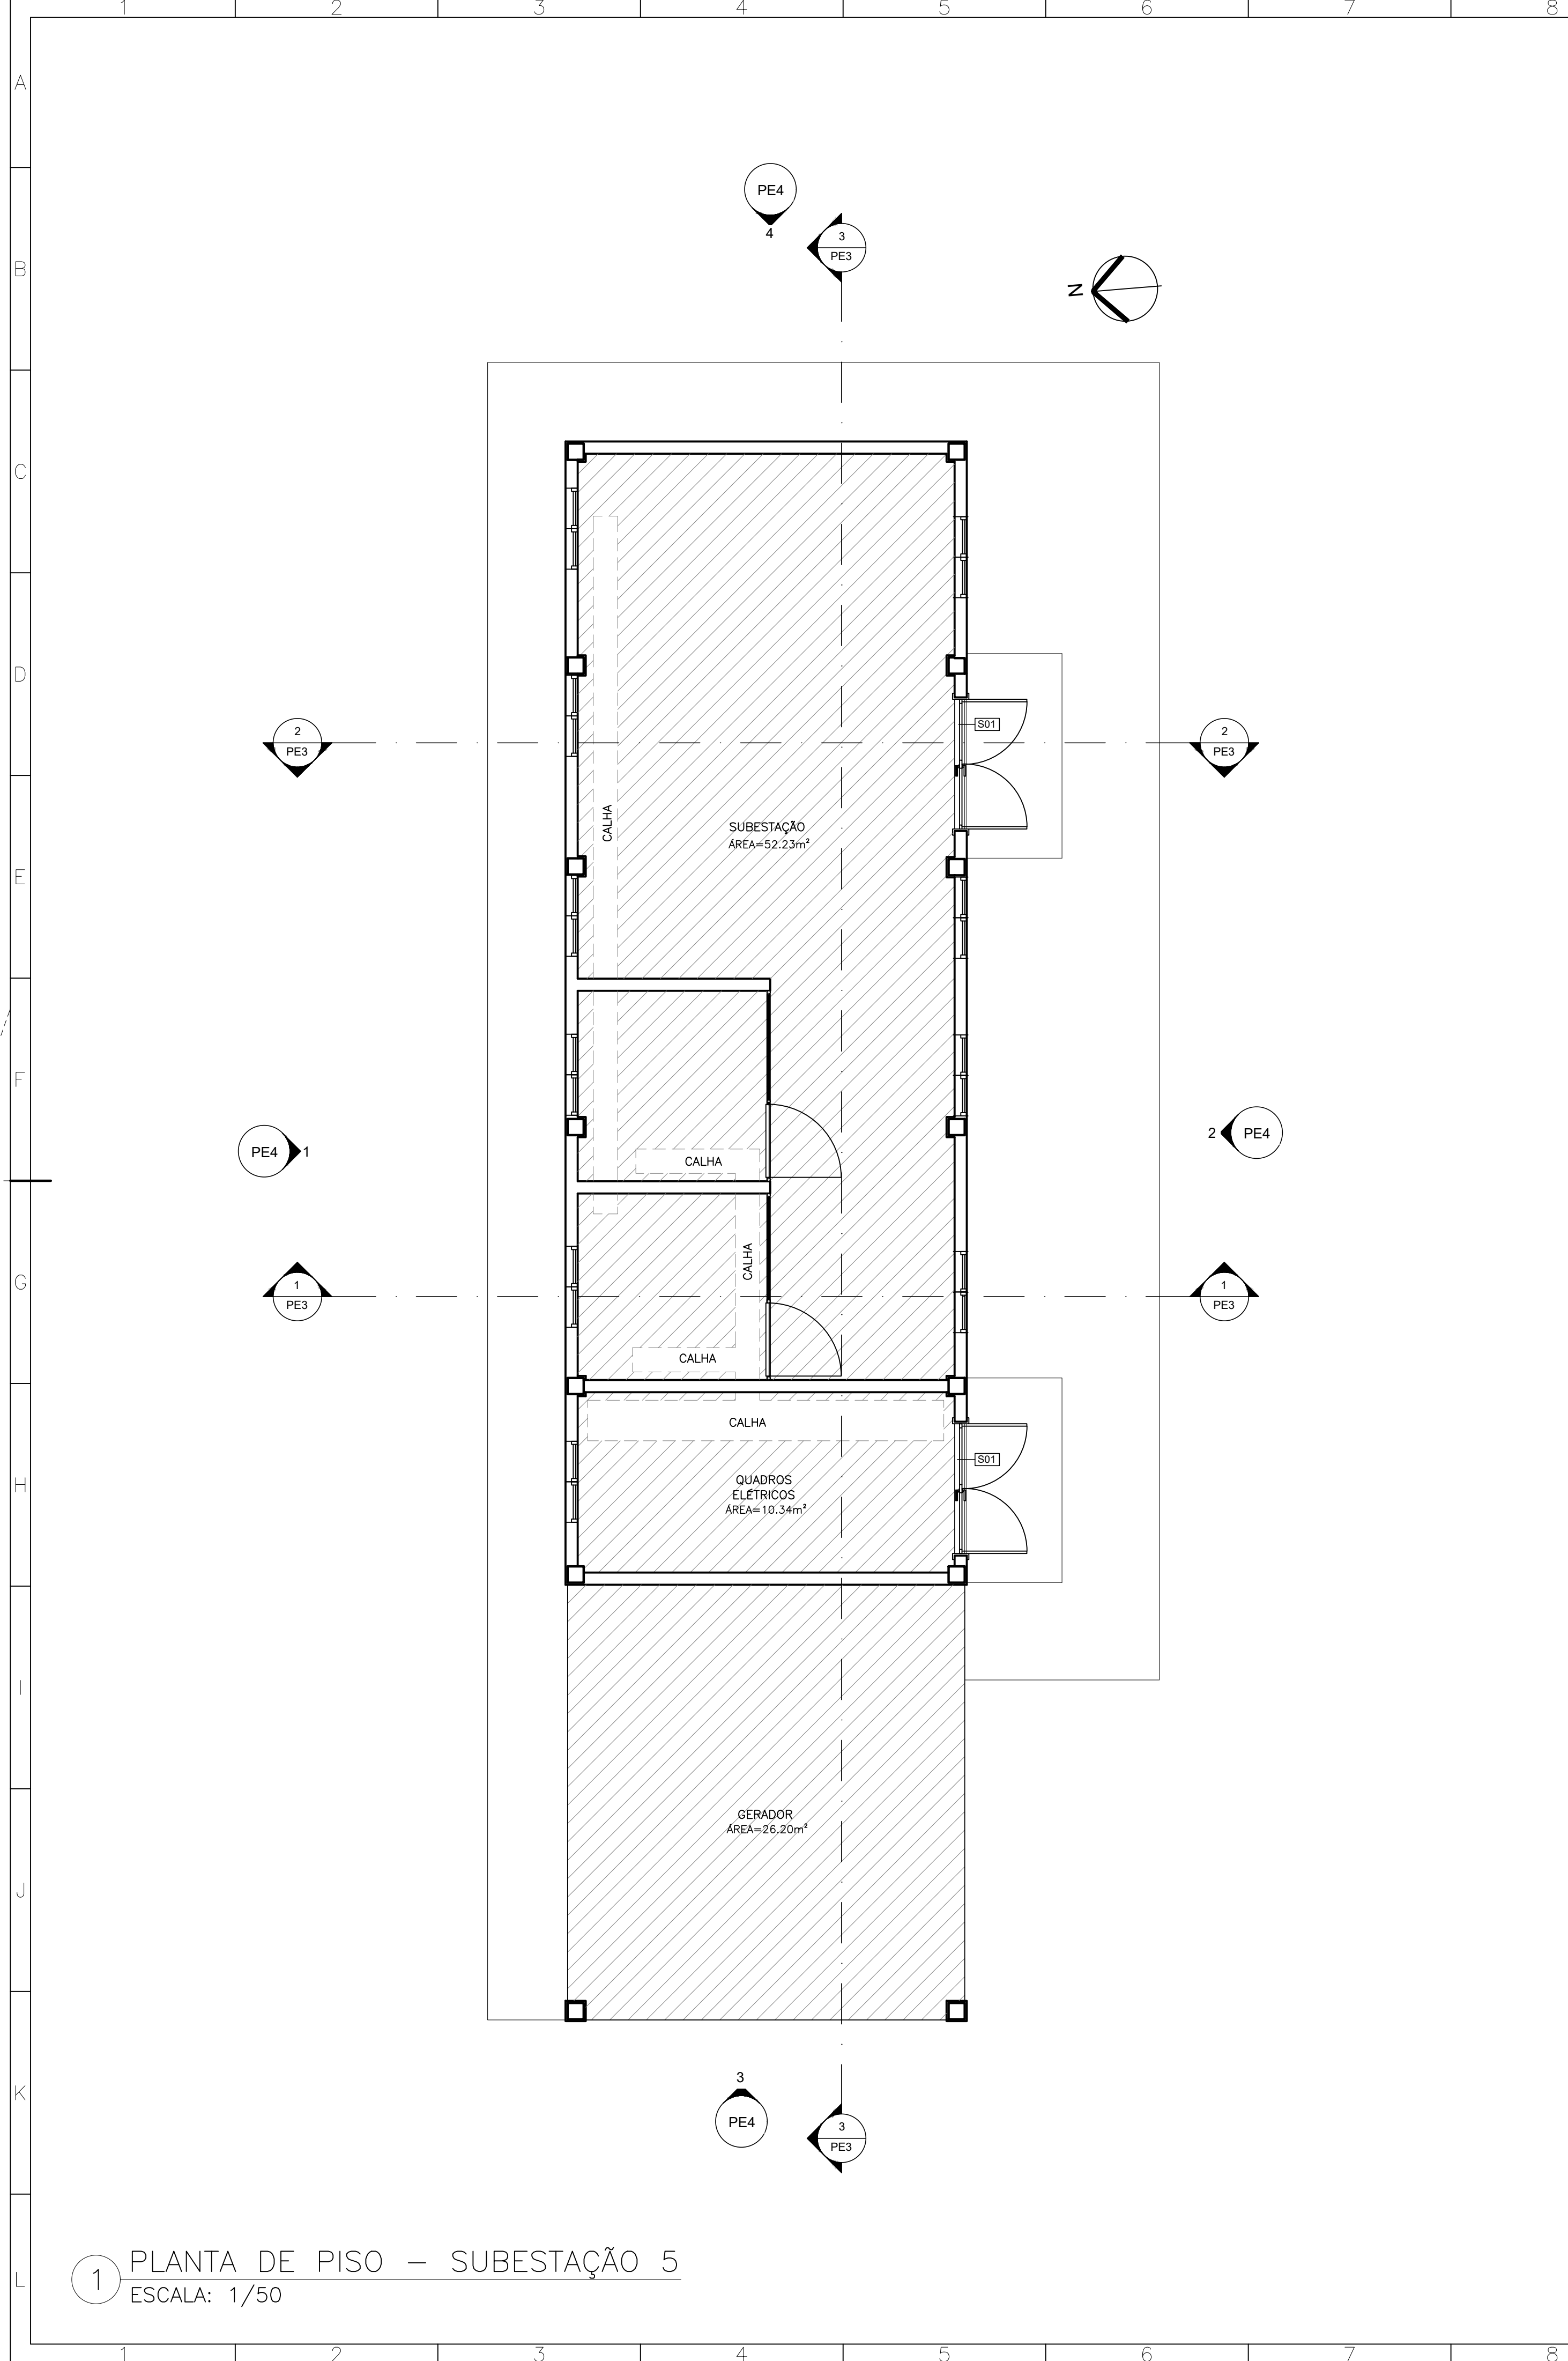 1 2 3 4 5 6 7 8
A
PE4
4
3
PE3
B
N
C
D
2
PE3
S01
2
PE3
CALHA
SUBESTAÇÃO
ÁREA=52.23m²
E
F
PE4 1
2 PE4
CALHA
CALHA
G
1
PE3
1
PE3
CALHA
CALHA
S01
H
QUADROS
ELÉTRICOS
ÁREA=10.34m²
I
GERADOR
ÁREA=26.20m²
J
K
3
PE4
3
PE3
1 PLANTA DE PISO – SUBESTAÇÃO 5
L
ESCALA: 1/50
1 2 3 4 5 6 7 8